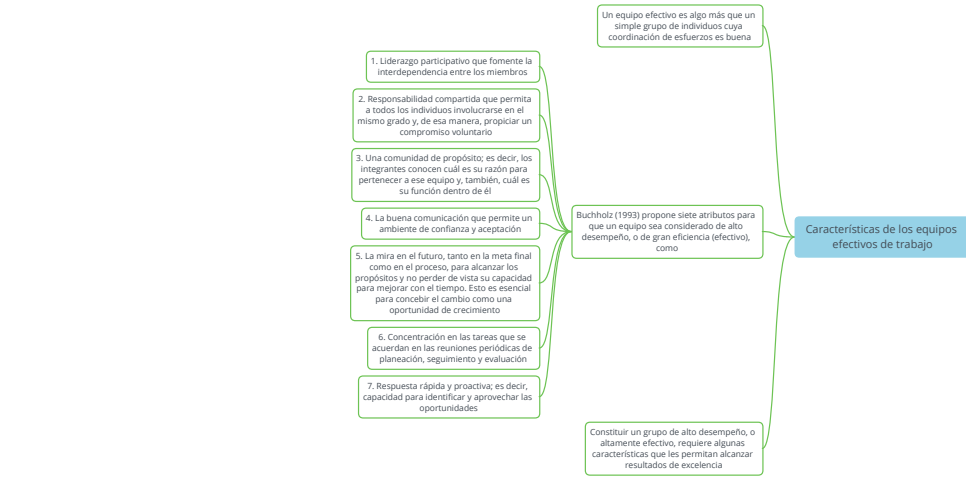 Un equipo efectivo es algo más que un
simple grupo de individuos cuya
coordinación de esfuerzos es buena
1. Liderazgo participativo que fomente la
interdependencia entre los miembros
2. Responsabilidad compartida que permita
a todos los individuos involucrarse en el
mismo grado y, de esa manera, propiciar un
compromiso voluntario
3. Una comunidad de propósito; es decir, los
integrantes conocen cuál es su razón para
pertenecer a ese equipo y, también, cuál es
su función dentro de él
4. La buena comunicación que permite un
ambiente de confianza y aceptación
5. La mira en el futuro, tanto en la meta final
como en el proceso, para alcanzar los
propósitos y no perder de vista su capacidad
para mejorar con el tiempo. Esto es esencial
para concebir el cambio como una
oportunidad de crecimiento
6. Concentración en las tareas que se
acuerdan en las reuniones periódicas de
planeación, seguimiento y evaluación
7. Respuesta rápida y proactiva; es decir,
capacidad para identificar y aprovechar las
oportunidades
Buchholz (1993) propone siete atributos para
que un equipo sea considerado de alto
desempeño, o de gran eficiencia (efectivo),
como
Características de los equipos
efectivos de trabajo
Constituir un grupo de alto desempeño, o
altamente efectivo, requiere algunas
características que les permitan alcanzar
resultados de excelencia